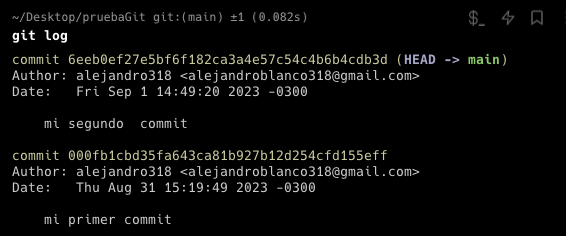 ~/Desktop/pruebaGit git:(main) ±1 (0.082s)
git log
commit 6eeb0ef27e5bf6f182ca3a4e57c54c4b6b4cdb3d (HEAD -> main)
Author: alejandro318 <alejandroblanco318@gmail.com>
Date:   Fri Sep 1 14:49:20 2023 -0300
mi segundo  commit
commit 000fb1cbd35fa643ca81b927b12d254cfd155eff
Author: alejandro318 <alejandroblanco318@gmail.com>
Date:   Thu Aug 31 15:19:49 2023 -0300
mi primer commit